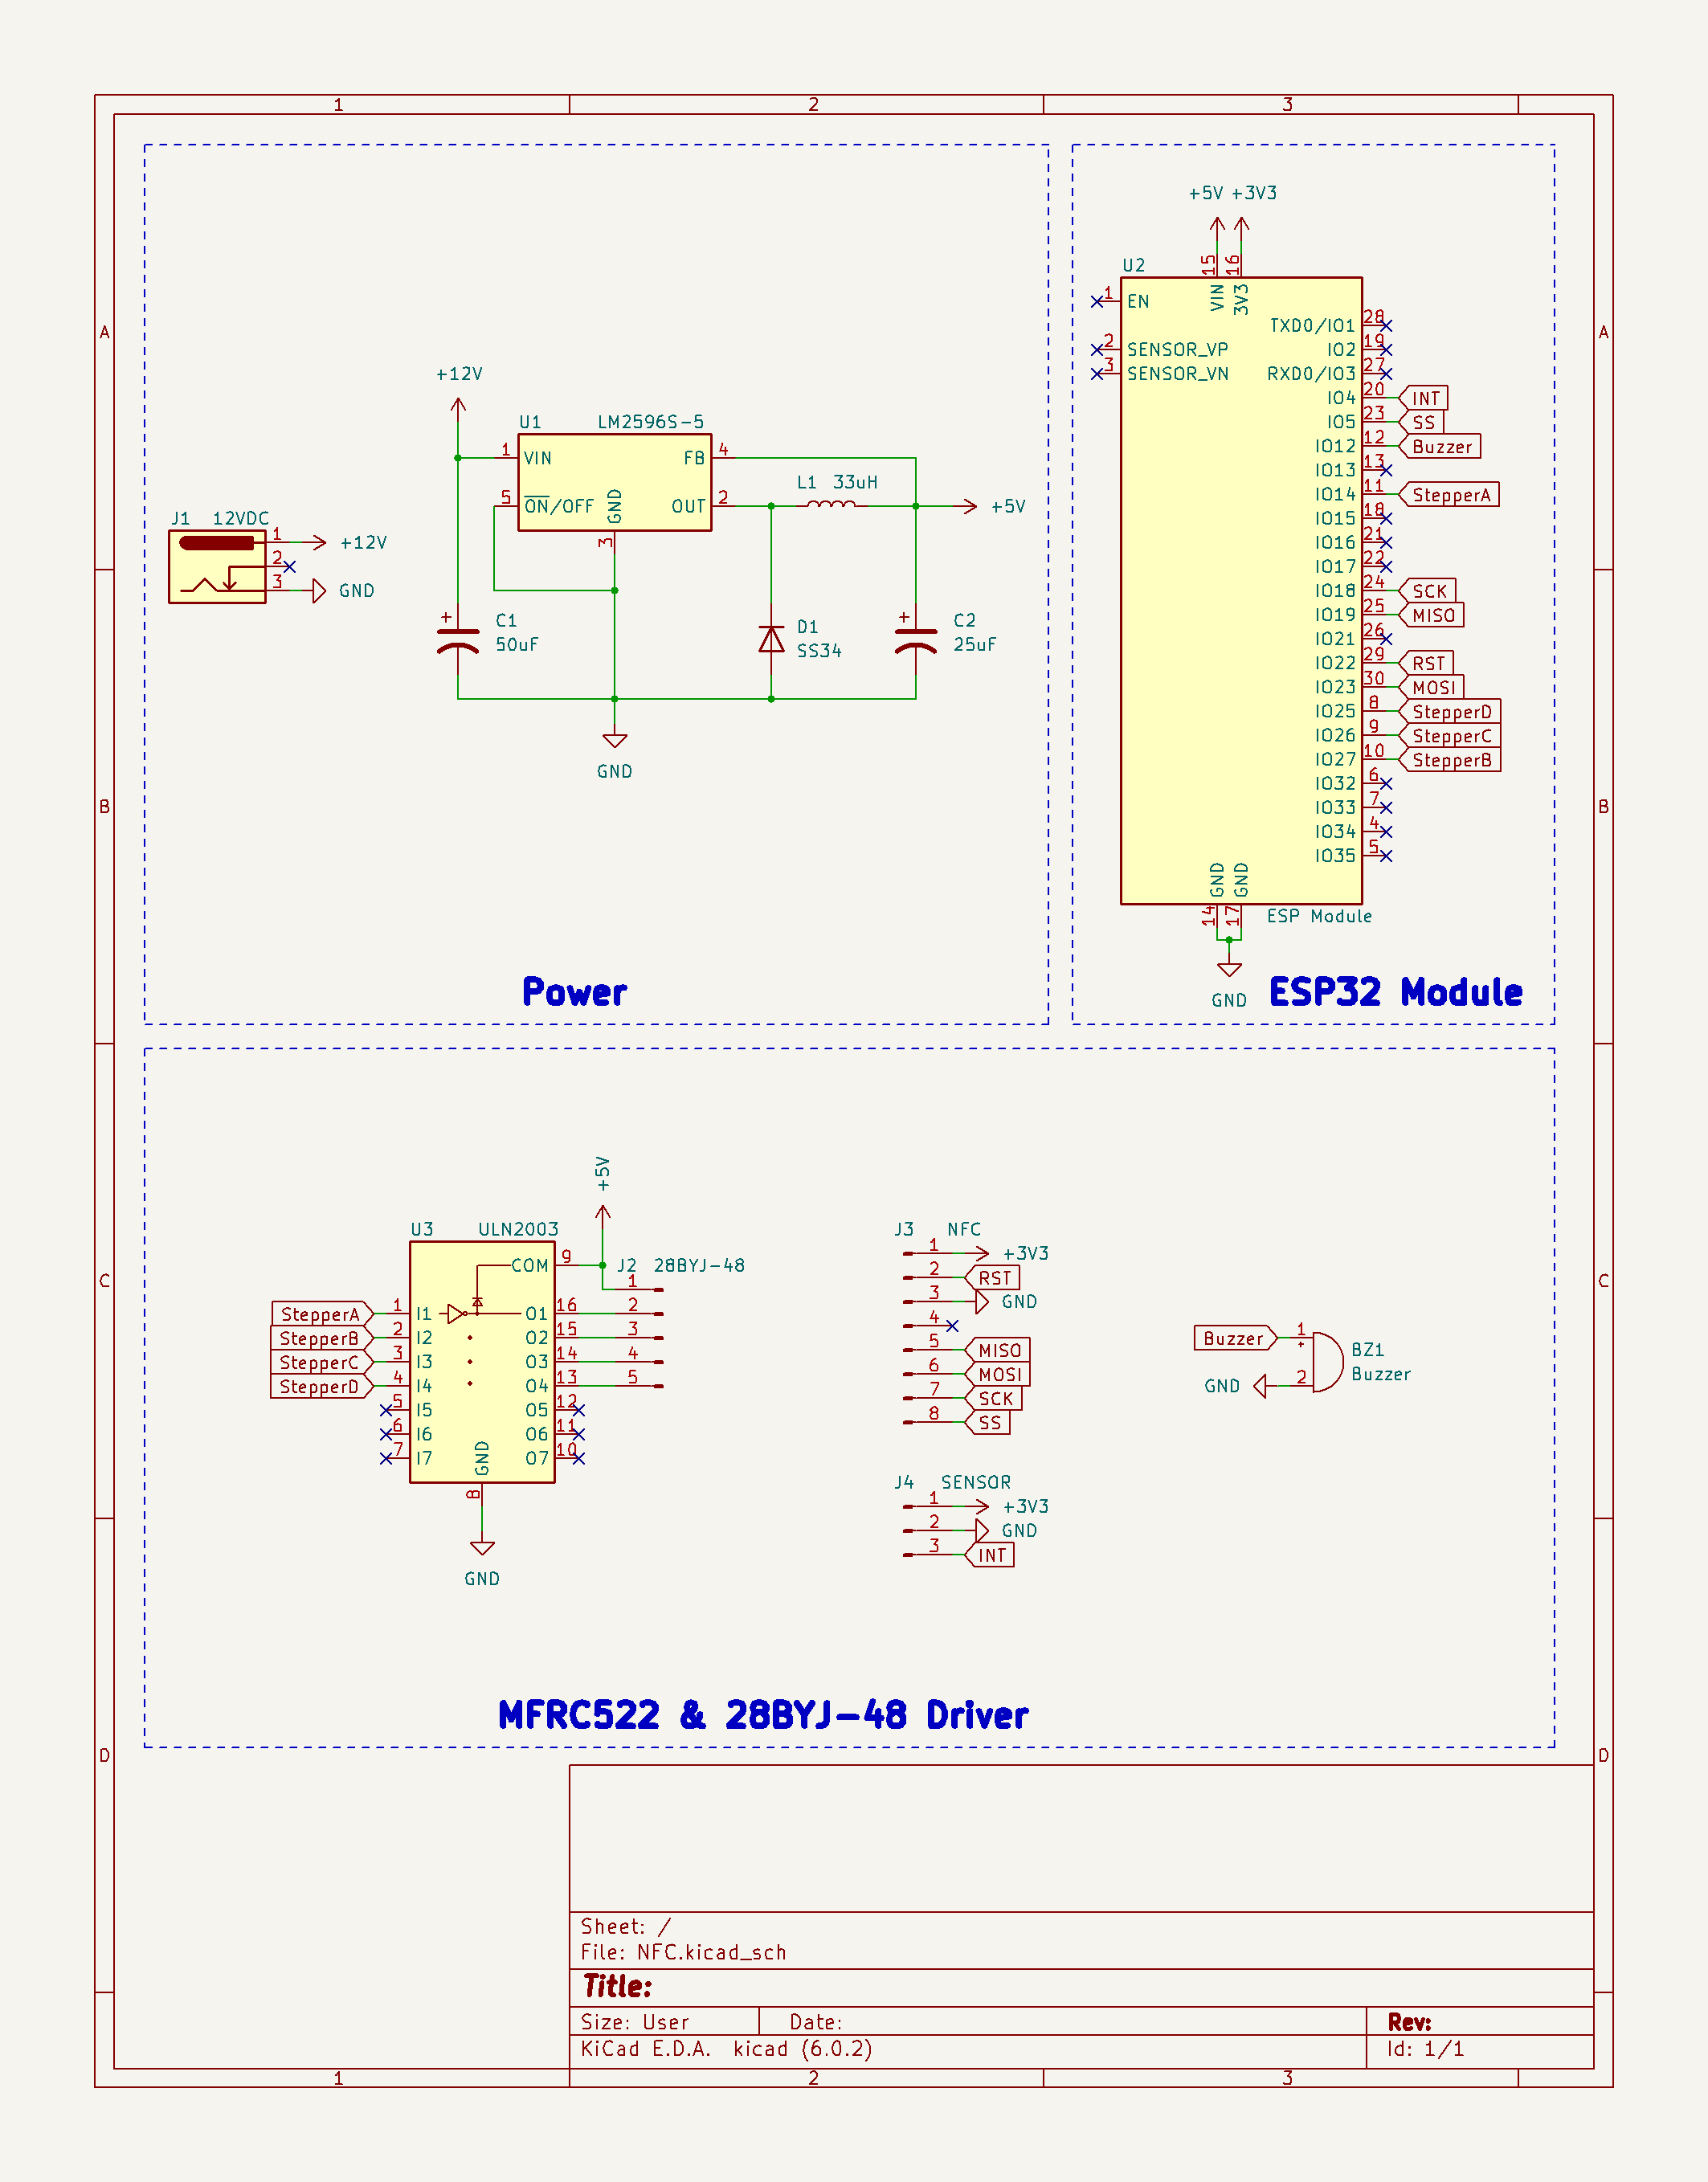 1 2 3
A
B
C
D
A
B
C
D
+12V
U1 LM2596S-5
1 VIN
FB 4
5 ON/OFF
GND
3
OUT 2
L1 33uH
+5V
J1 12VDC
1 +12V
2
3 GND
+ C1
50uF
D1
SS34
+ C2
25uF
GND
Power
+5V +3V3
U2
15 16
VIN 3V3
1 EN
2 SENSOR_VP
3 SENSOR_VN
TXD0/IO1 28
IO2 19
RXD0/IO3 27
IO4 20 INT
IO5 23 SS
IO12 12 Buzzer
IO13 13
IO14 11 StepperA
IO15 18
IO16 21
IO17 22
IO18 24 SCK
IO19 25 MISO
IO21 26
IO22 29 RST
IO23 30 MOSI
IO25 8 StepperD
IO26 9 StepperC
IO27 10 StepperB
IO32 6
IO33 7
IO34 4
IO35 5
GND GND
14 17 ESP Module
GND
ESP32 Module
+5V
U3 ULN2003
COM 9
StepperA 1 I1
StepperB 2 I2
StepperC 3 I3
StepperD 4 I4
5 I5
6 I6
7 I7
O1 16
O2 15
O3 14
O4 13
O5 12
O6 11
O7 10
GND
8
GND
J2 28BYJ-48
1
2
3
4
5
J3 NFC
1 +3V3
2 RST
3 GND
4
5 MISO
6 MOSI
7 SCK
8 SS
J4 SENSOR
1 +3V3
2 GND
3 INT
Buzzer 1
+
GND 2
BZ1
Buzzer
MFRC522 & 28BYJ-48 Driver
Sheet: /
File: NFC.kicad_sch
Title:
Size: User Date: Rev:
KiCad E.D.A. kicad (6.0.2) Id: 1/1
1 2 3